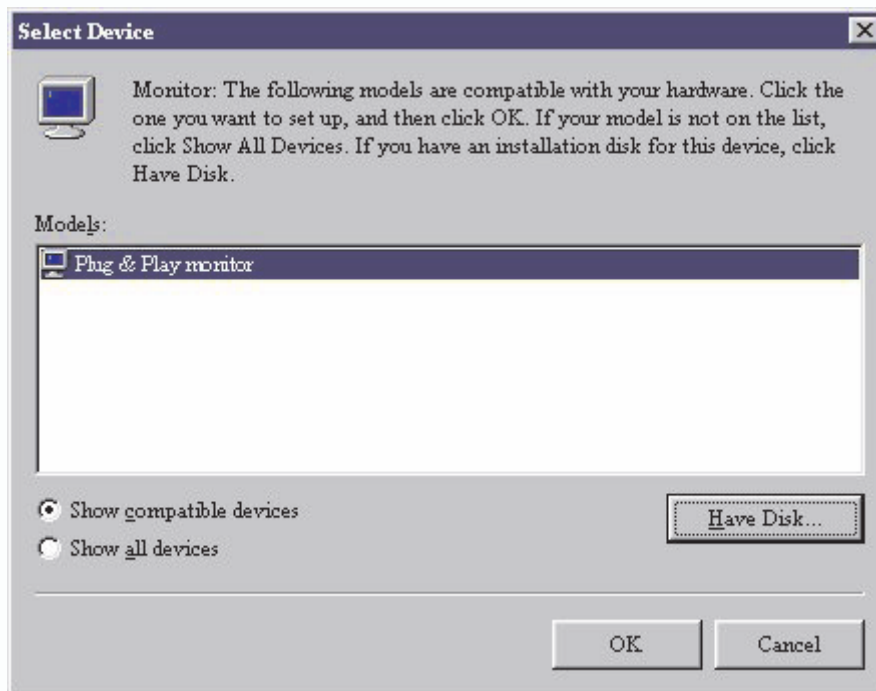 Select Device
Monitor: The following models are compatible with your hardware. Click the
one you want to set up, and then click OK. If your model is not on the list,
click Show All Devices. If you have an installation disk for this device, click
Have Disk.
Models:
Plug & Play monitor
Show compatible devices
Have Disk...
Show all devices
OK
Cancel